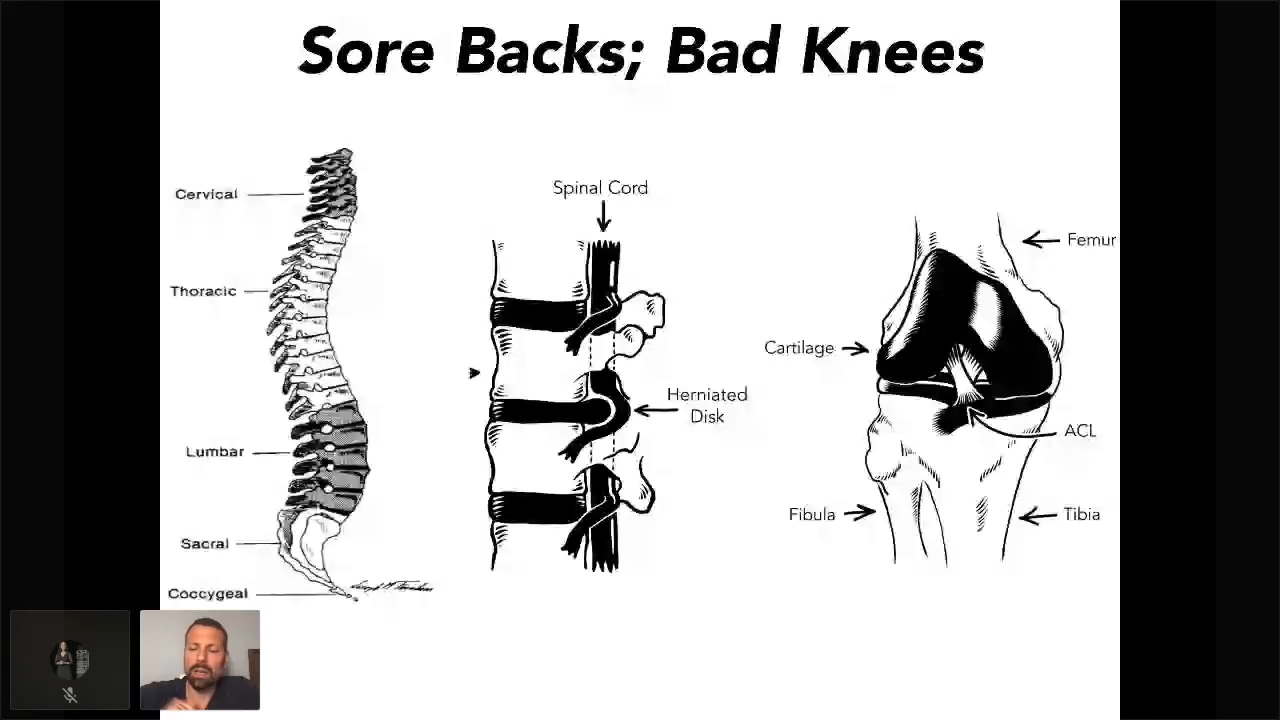 Sore Backs; Bad Knees
Cervical
Thoracic
Lumbar
Sacral
Coccygeal
Spinal Cord
Herniated
Disk
Femur
Cartilage
ACL
Fibula
Tibia